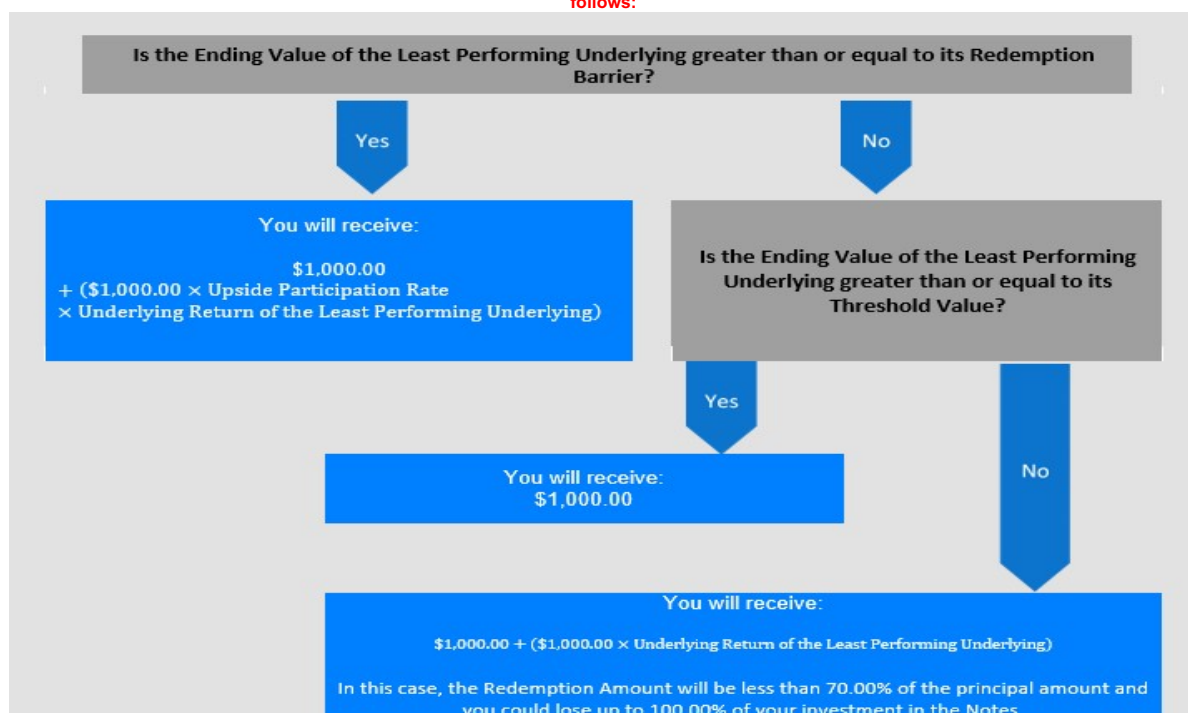 follows:
Is the Ending Value of the Least Performing Underlying greater than or equal to its Redemption
Barrier?
Yes
No
You will receive:
$1,000.00
+ ($1,000.00 × Upside Participation Rate
× Underlying Return of the Least Performing Underlying)
Is the Ending Value of the Least Performing
Underlying greater than or equal to its
Threshold Value?
Yes
No
You will receive:
$1,000.00
You will receive:
$1,000.00 + ($1,000.00 × Underlying Return of the Least Performing Underlying)
In this case, the Redemption Amount will be less than 70.00% of the principal amount and
you could lose up to 100.00% of your investment in the Notes